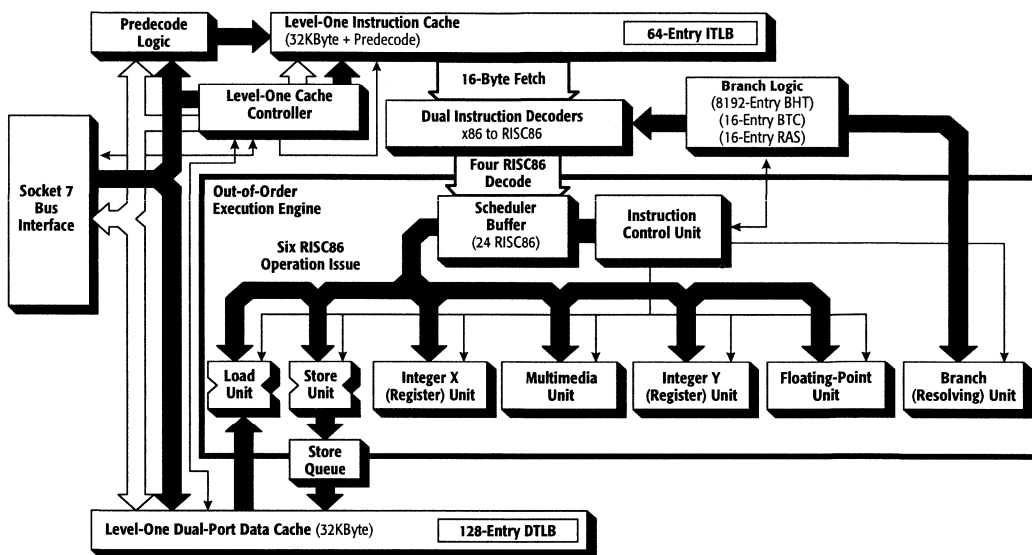 Predecode
Logic
Level-One Instruction Cache
(32KByte + Predecode)
64-Entry ITLB
16-Byte Fetch
Level-One Cache
Controller
Dual Instruction Decoders
x86 to RISC86
Branch Logic
(8192-Entry BHT)
(16-Entry BTC)
(16-Entry RAS)
Four RISC86
Decode
Socket 7
Bus
Interface
Out-of-Order
Execution Engine
Scheduler
Buffer
(24 RISC86)
Instruction
Control Unit
Six RISC86
Operation Issue
Load
Unit
Store
Unit
Integer X
(Register) Unit
Multimedia
Unit
Integer Y
(Register) Unit
Floating-Point
Unit
Branch
(Resolving) Unit
Store
Queue
Level-One Dual-Port Data Cache (32KByte)
128-Entry DTLB